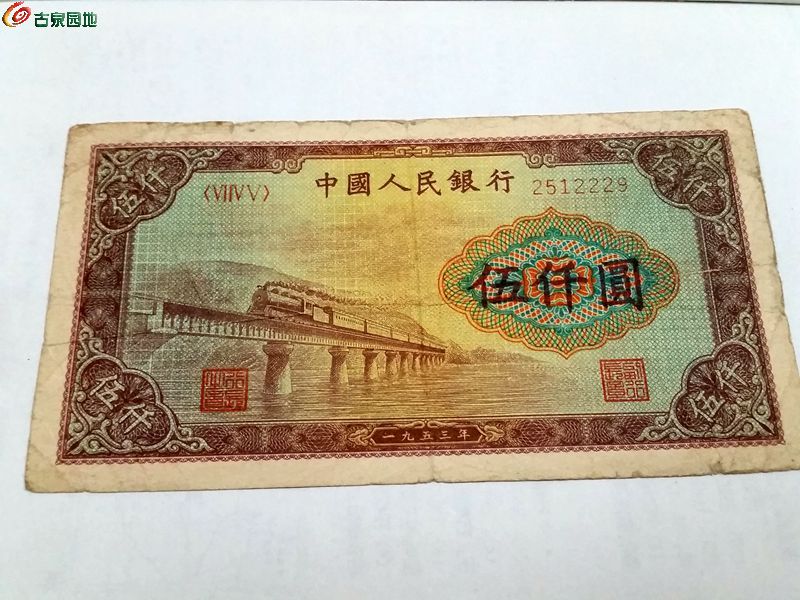 古泉园地
伍仟
伍仟
〈VIIVV〉
中國人民銀行
2512229
伍仟圓
伍仟
伍仟
一九五三年